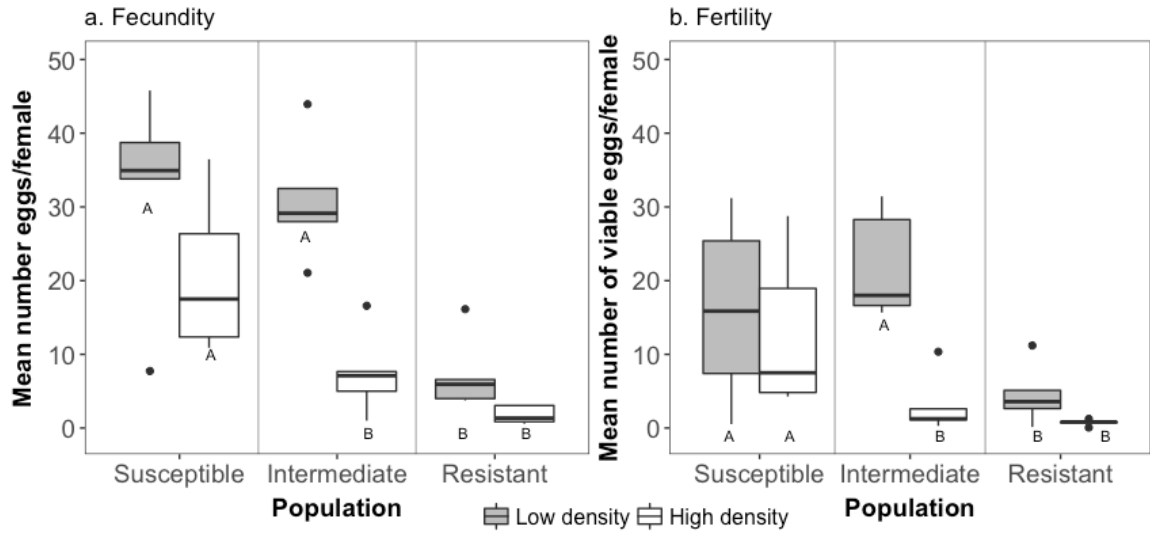 a. Fecundity
Mean number eggs/female
50
40
30
20
10
0
A
A
A
B
B
B
Susceptible Intermediate Resistant
Population
b. Fertility
Mean number of viable eggs/female
50
40
30
20
10
0
A
A
A
B
B
B
Susceptible Intermediate Resistant
Population
Low density High density